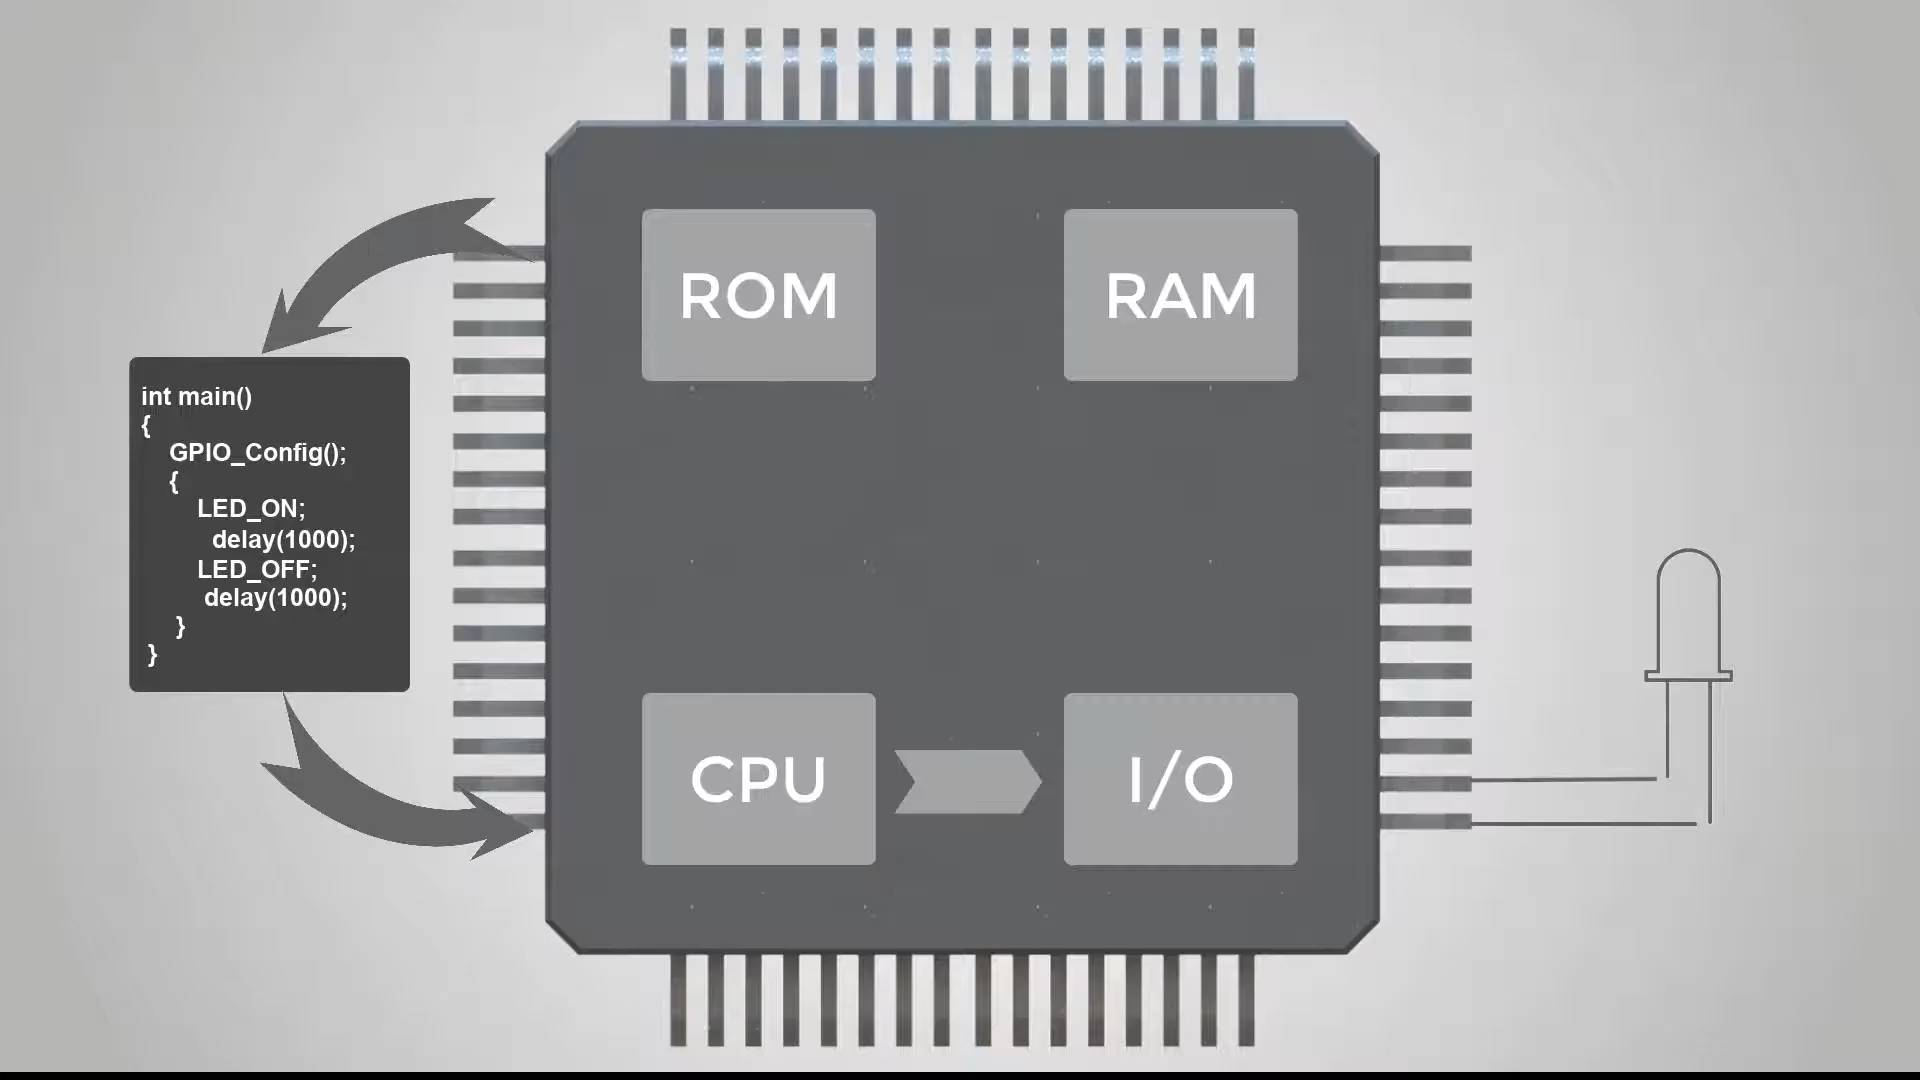 ROM
RAM
int main()
{
GPIO_Config();
{
LED_ON;
delay(1000);
LED_OFF;
delay(1000);
}
}
CPU
I/O